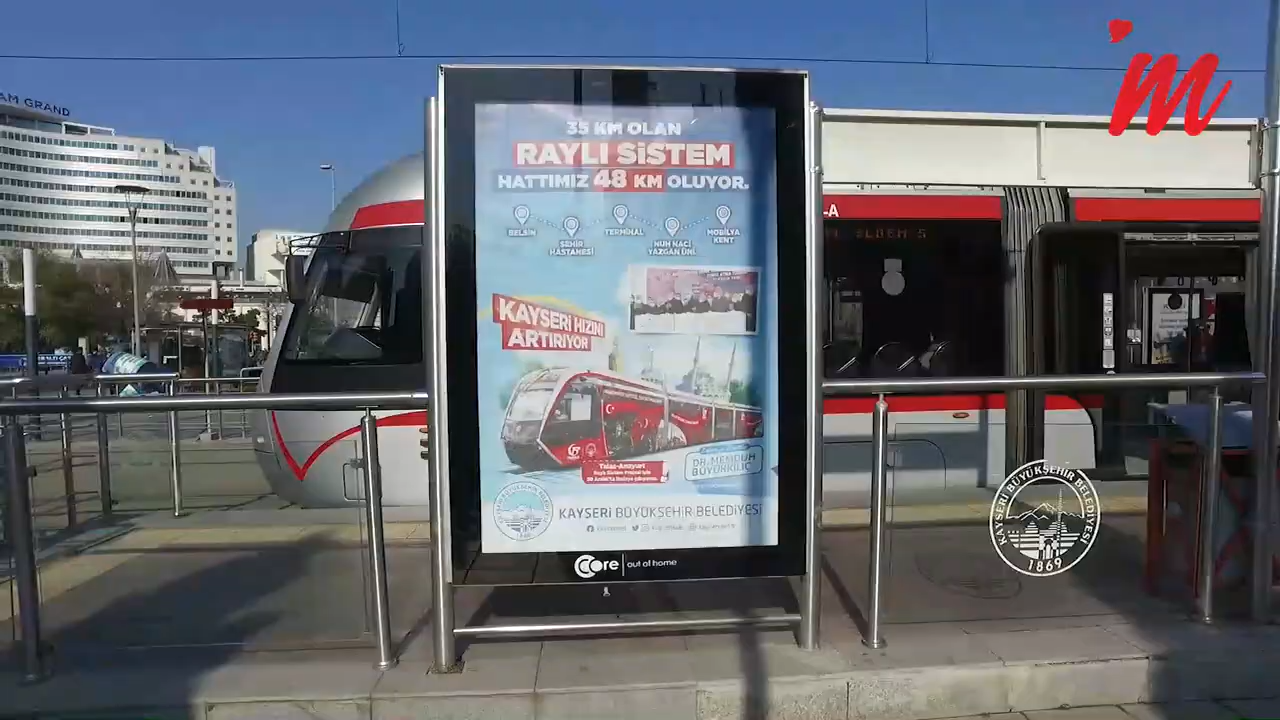 AM GRAND
35 KM OLAN
RAYLI SİSTEM
HATTIMIZ 48 KM OLUYOR.
BELSİN
ŞEHİR
HASTANESİ
TERMİNAL
NUH NACİ
YAZGAN ÜNİ.
MOBİLYA
KENT
KAYSERİ HIZINI
ARTIRIYOR
Talas-Anayurt
DR. MEMDUH
BÜYÜKKILIÇ
KAYSERİ BÜYÜKŞEHİR BELEDİYESİ
Core out of home
m
KAYSERİ BÜYÜKŞEHİR BELEDİYESİ
1869